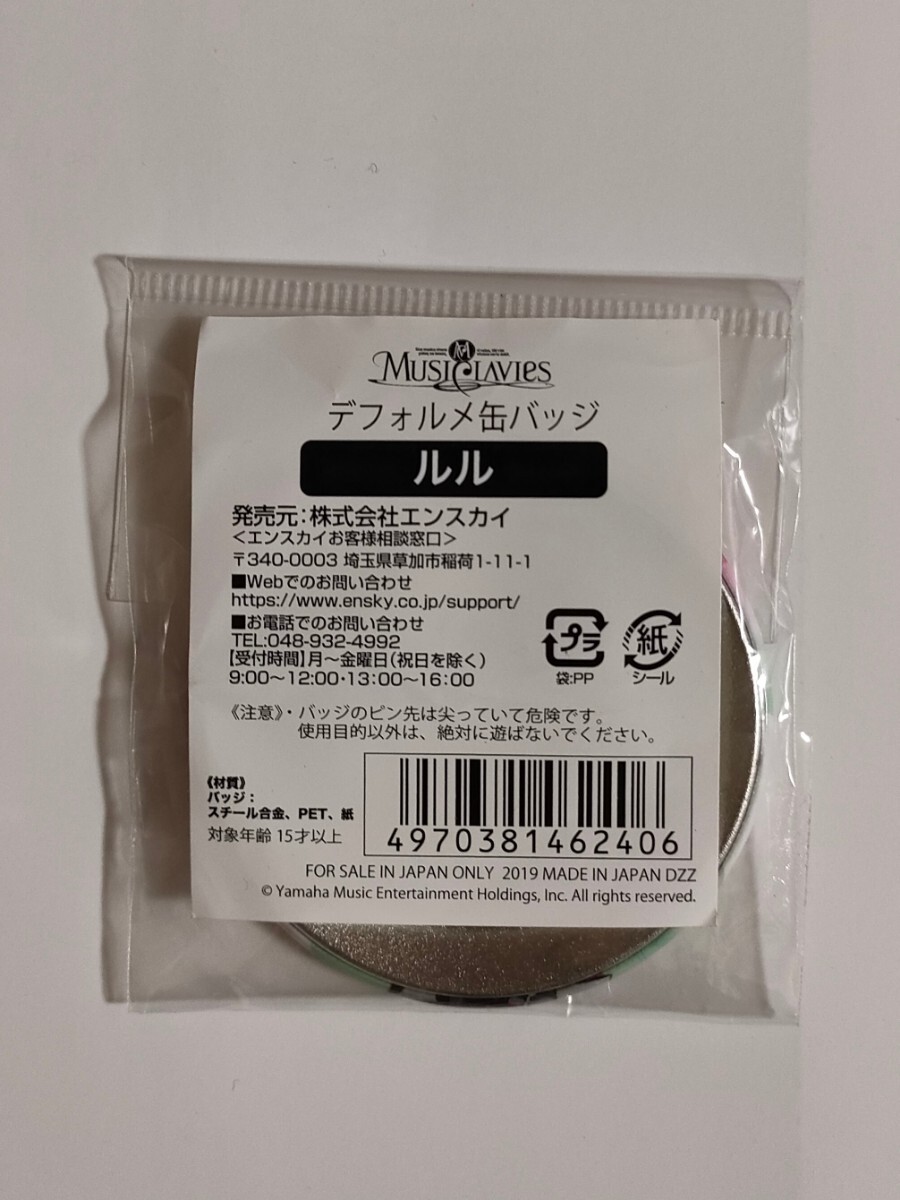 MUSICLAVIES
デフォルメ缶バッジ
ルル
発売元：株式会社エンスカイ
＜エンスカイお客様相談窓口＞
〒340-0003 埼玉県草加市稲荷1-11-1
■Webでのお問い合わせ
https://www.ensky.co.jp/support/
■お電話でのお問い合わせ
TEL:048-932-4992
【受付時間】月〜金曜日（祝日を除く）
9:00〜12:00・13:00〜16:00
プラ
袋:PP
紙
シール
《注意》・バッジのピン先は尖っていて危険です。
使用目的以外は、絶対に遊ばないでください。
《材質》
バッジ：
スチール合金、PET、紙
対象年齢 15才以上
4970381462406
FOR SALE IN JAPAN ONLY 2019 MADE IN JAPAN DZZ
© Yamaha Music Entertainment Holdings, Inc. All rights reserved.